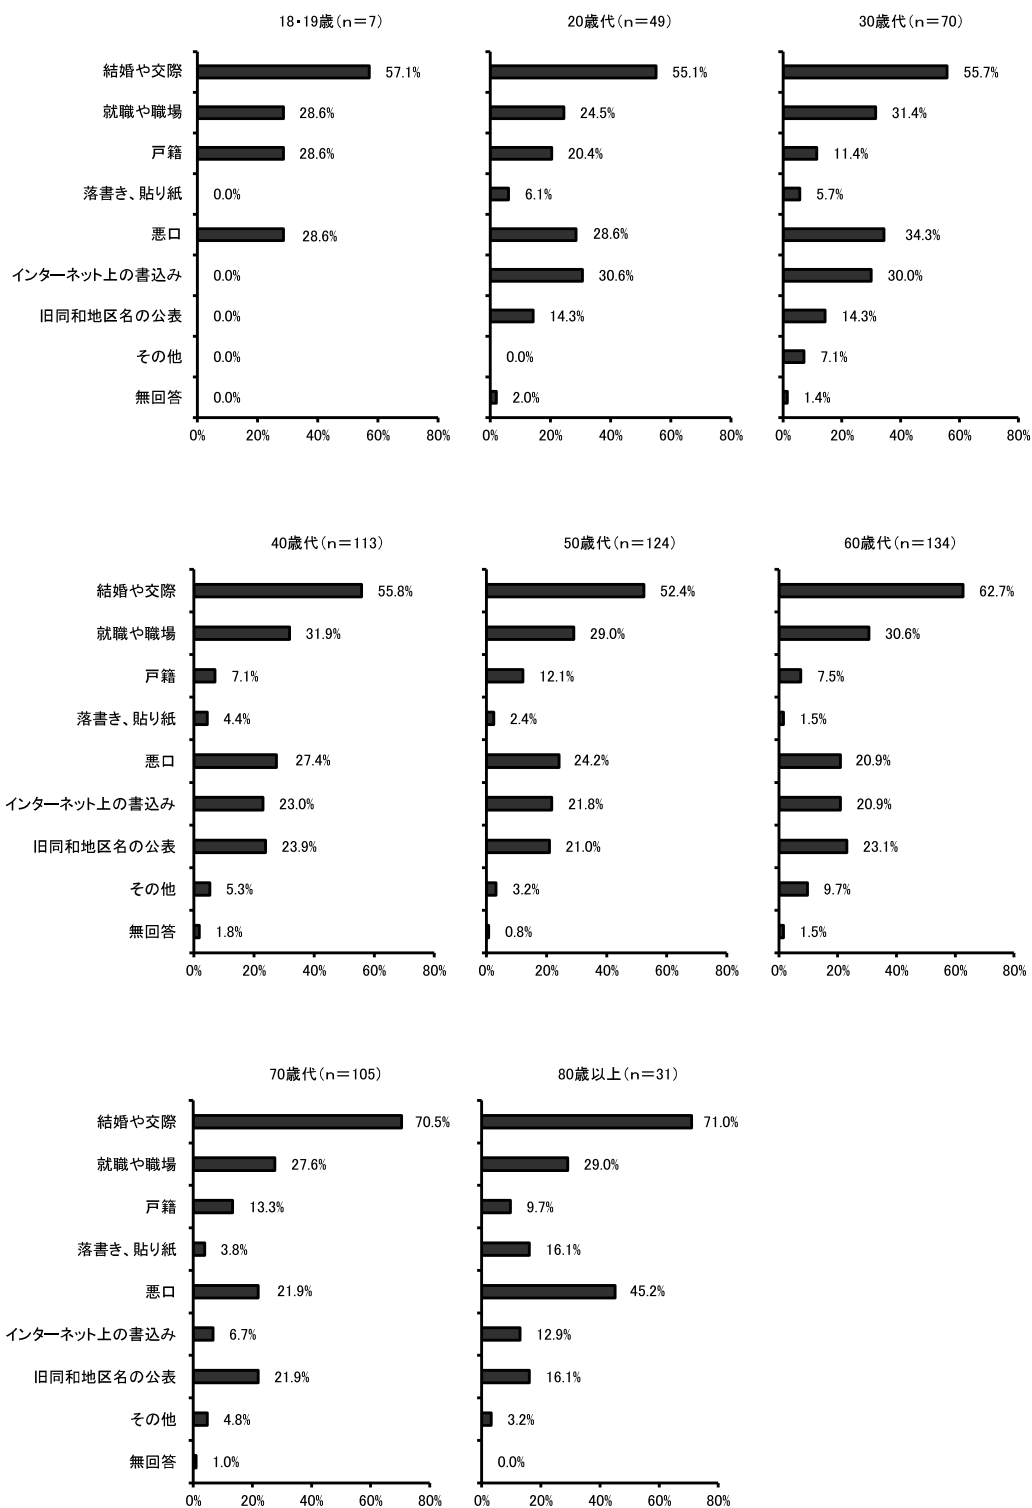 18・19歳(n=7)
20歳代(n=49)
30歳代(n=70)
結婚や交際 57.1% 55.1% 55.7%
就職や職場 28.6% 24.5% 31.4%
戸籍 28.6% 20.4% 11.4%
落書き、貼り紙 0.0% 6.1% 5.7%
悪口 28.6% 28.6% 34.3%
インターネット上の書込み 0.0% 30.6% 30.0%
旧同和地区名の公表 0.0% 14.3% 14.3%
その他 0.0% 0.0% 7.1%
無回答 0.0% 2.0% 1.4%
0% 20% 40% 60% 80% 0% 20% 40% 60% 80% 0% 20% 40% 60% 80%
40歳代(n=113)
50歳代(n=124)
60歳代(n=134)
結婚や交際 55.8% 52.4% 62.7%
就職や職場 31.9% 29.0% 30.6%
戸籍 7.1% 12.1% 7.5%
落書き、貼り紙 4.4% 2.4% 1.5%
悪口 27.4% 24.2% 20.9%
インターネット上の書込み 23.0% 21.8% 20.9%
旧同和地区名の公表 23.9% 21.0% 23.1%
その他 5.3% 3.2% 9.7%
無回答 1.8% 0.8% 1.5%
0% 20% 40% 60% 80% 0% 20% 40% 60% 80% 0% 20% 40% 60% 80%
70歳代(n=105)
80歳以上(n=31)
結婚や交際 70.5% 71.0%
就職や職場 27.6% 29.0%
戸籍 13.3% 9.7%
落書き、貼り紙 3.8% 16.1%
悪口 21.9% 45.2%
インターネット上の書込み 6.7% 12.9%
旧同和地区名の公表 21.9% 16.1%
その他 4.8% 3.2%
無回答 1.0% 0.0%
0% 20% 40% 60% 80% 0% 20% 40% 60% 80%